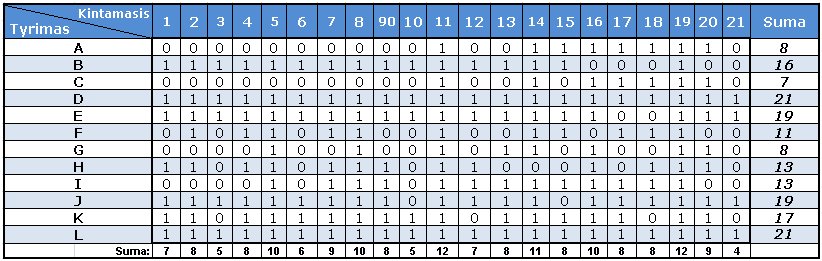 Kintamasis
Tyrimas 1 2 3 4 5 6 7 8 90 10 11 12 13 14 15 16 17 18 19 20 21 Suma
A 0 0 0 0 0 0 0 0 0 0 1 0 0 1 1 1 1 1 1 1 0 8
B 1 1 1 1 1 1 1 1 1 1 1 1 1 1 1 0 0 0 1 0 0 16
C 0 0 0 0 0 0 0 0 0 0 1 0 0 1 0 1 1 1 1 1 0 7
D 1 1 1 1 1 1 1 1 1 1 1 1 1 1 1 1 1 1 1 1 1 21
E 1 1 1 1 1 1 1 1 1 1 1 1 1 1 1 1 0 0 1 1 1 19
F 0 1 0 1 1 0 1 1 0 0 1 0 0 1 1 0 1 1 1 0 0 11
G 0 0 0 0 1 0 0 1 0 0 1 0 1 1 0 1 0 0 1 1 0 8
H 1 1 0 1 1 0 1 1 1 0 1 1 0 0 0 1 0 1 1 1 0 13
I 0 0 0 0 1 0 1 1 1 0 1 1 1 1 1 1 1 1 1 0 0 13
J 1 1 1 1 1 1 1 1 1 0 1 1 1 1 0 1 1 1 1 1 1 19
K 1 1 0 1 1 1 1 1 1 1 1 0 1 1 1 1 1 0 1 1 0 17
L 1 1 1 1 1 1 1 1 1 1 1 1 1 1 1 1 1 1 1 1 1 21
Suma: 7 8 5 8 10 6 9 10 8 5 12 7 8 11 8 10 8 8 12 9 4